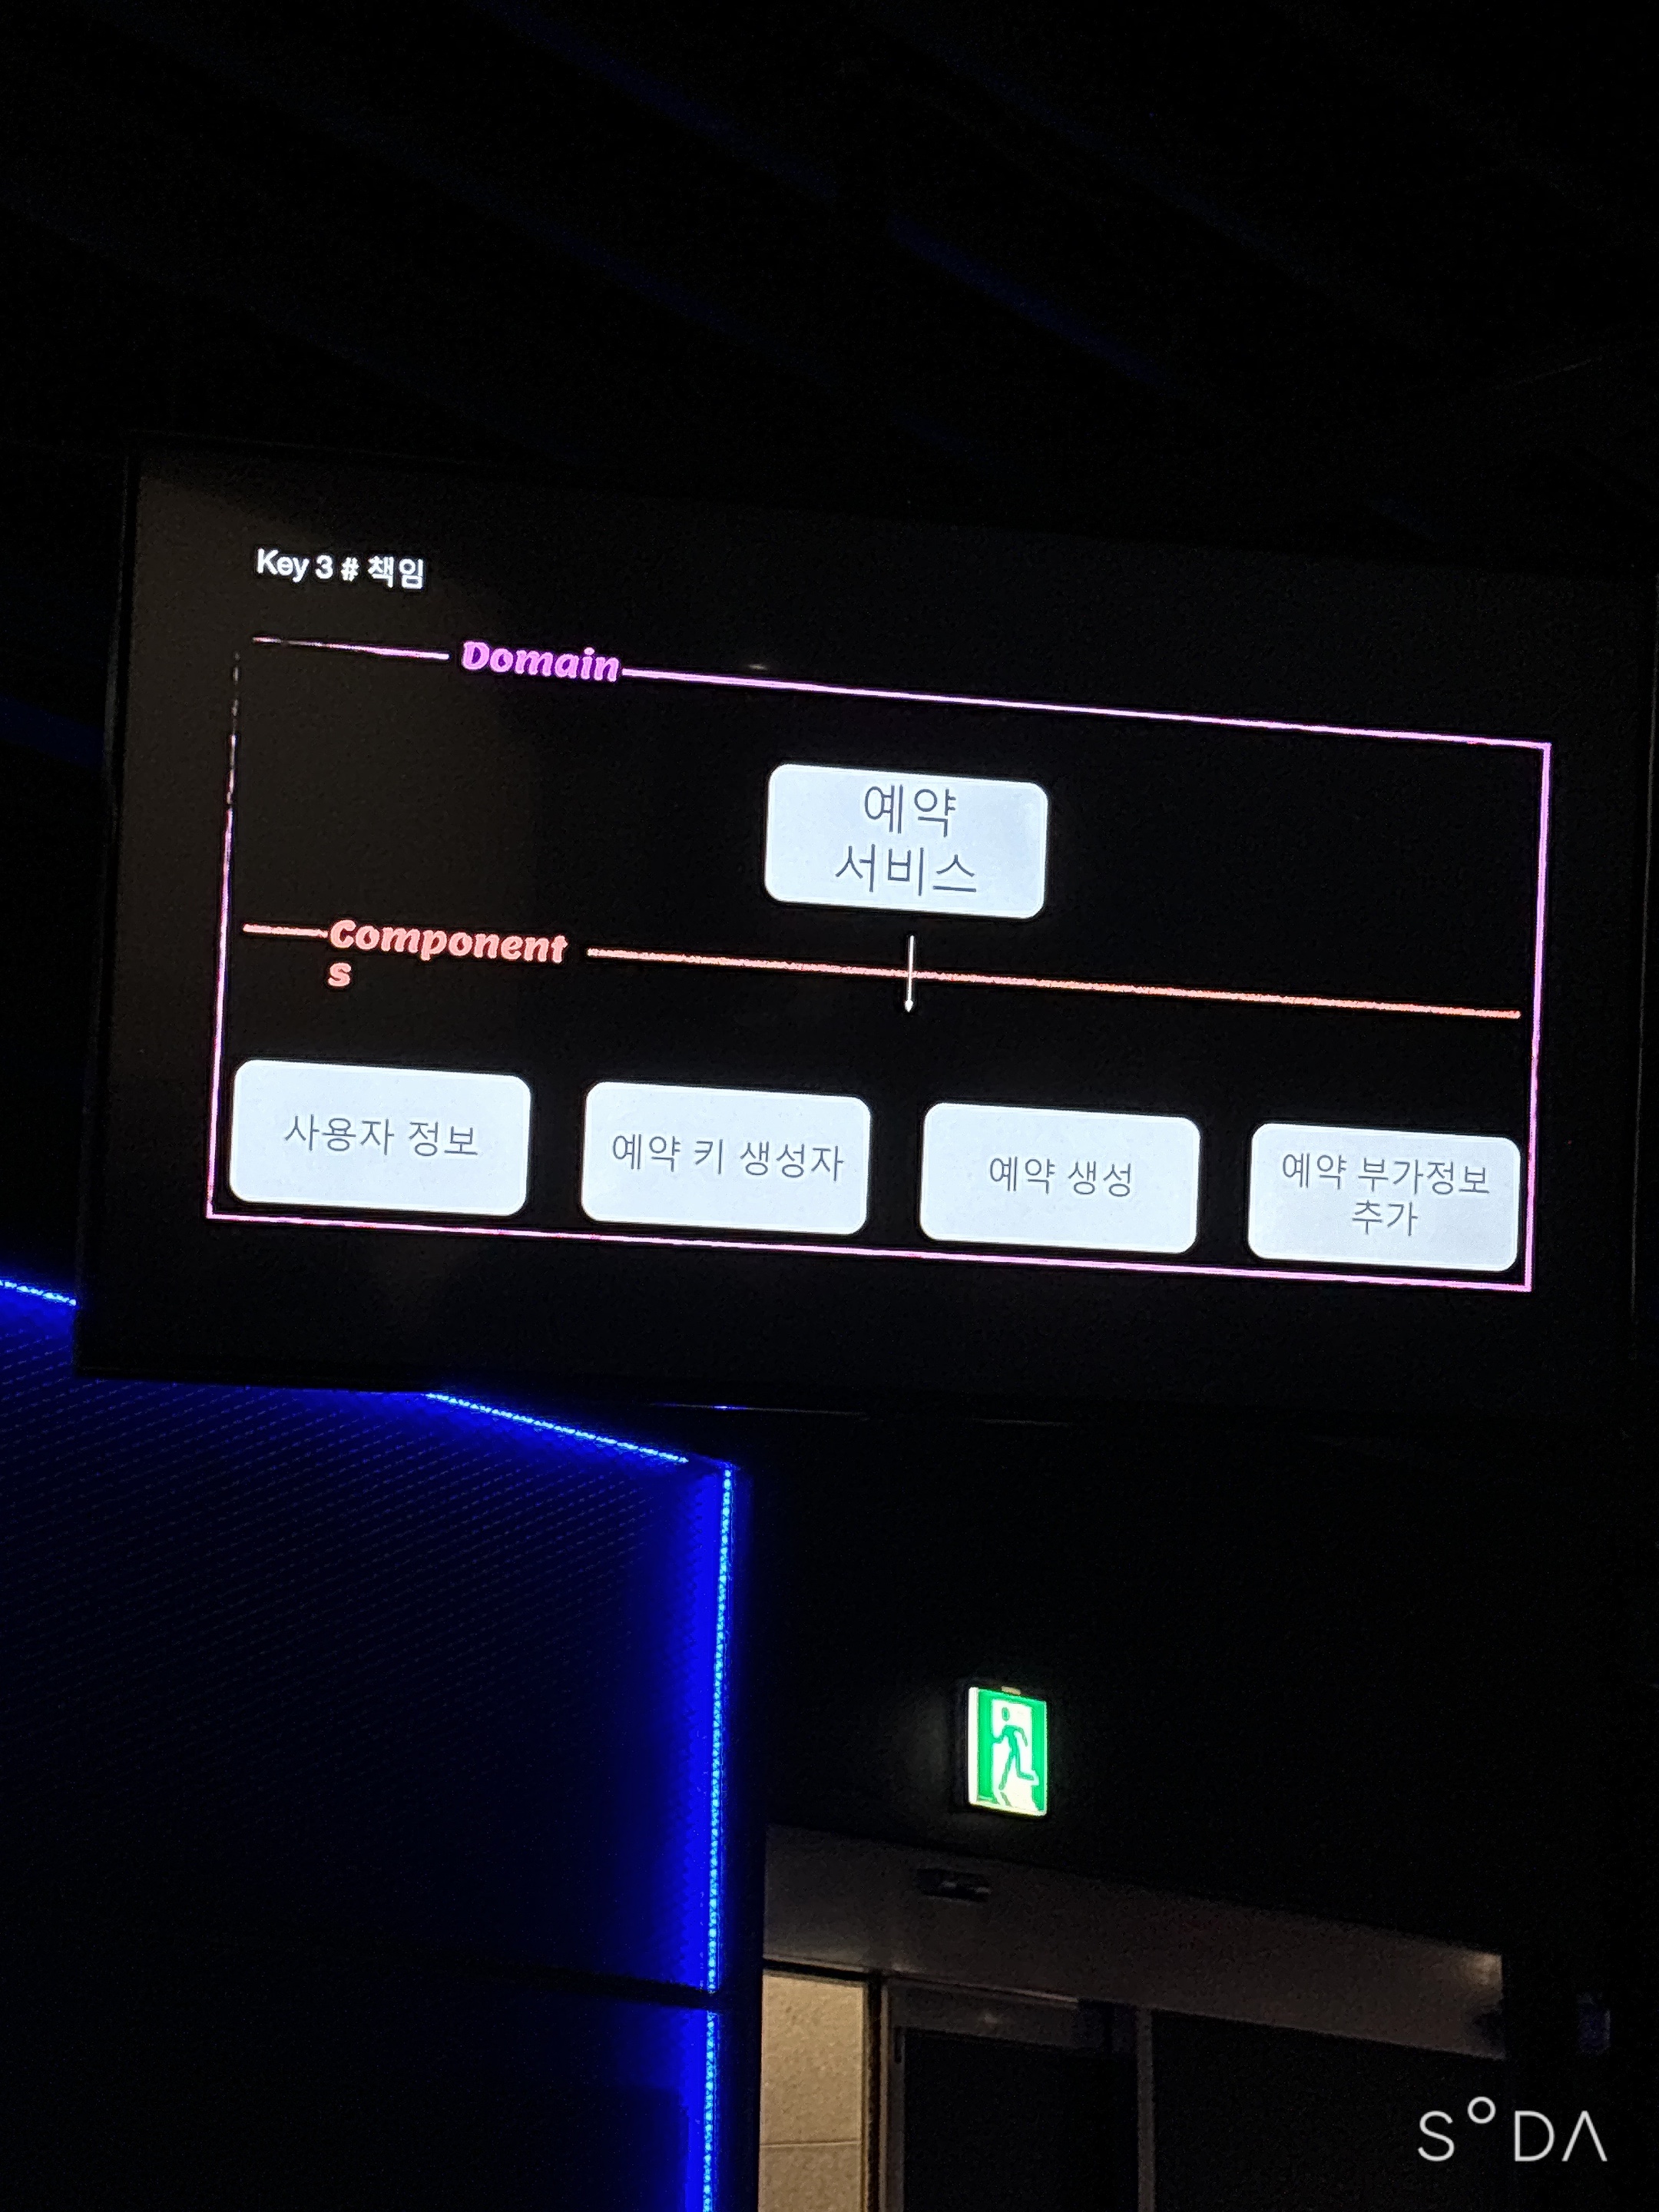 Key 3 # 책임
Domain
예약
서비스
Component
s
사용자 정보
예약 키 생성자
예약 생성
예약 부가정보
추가
SODA